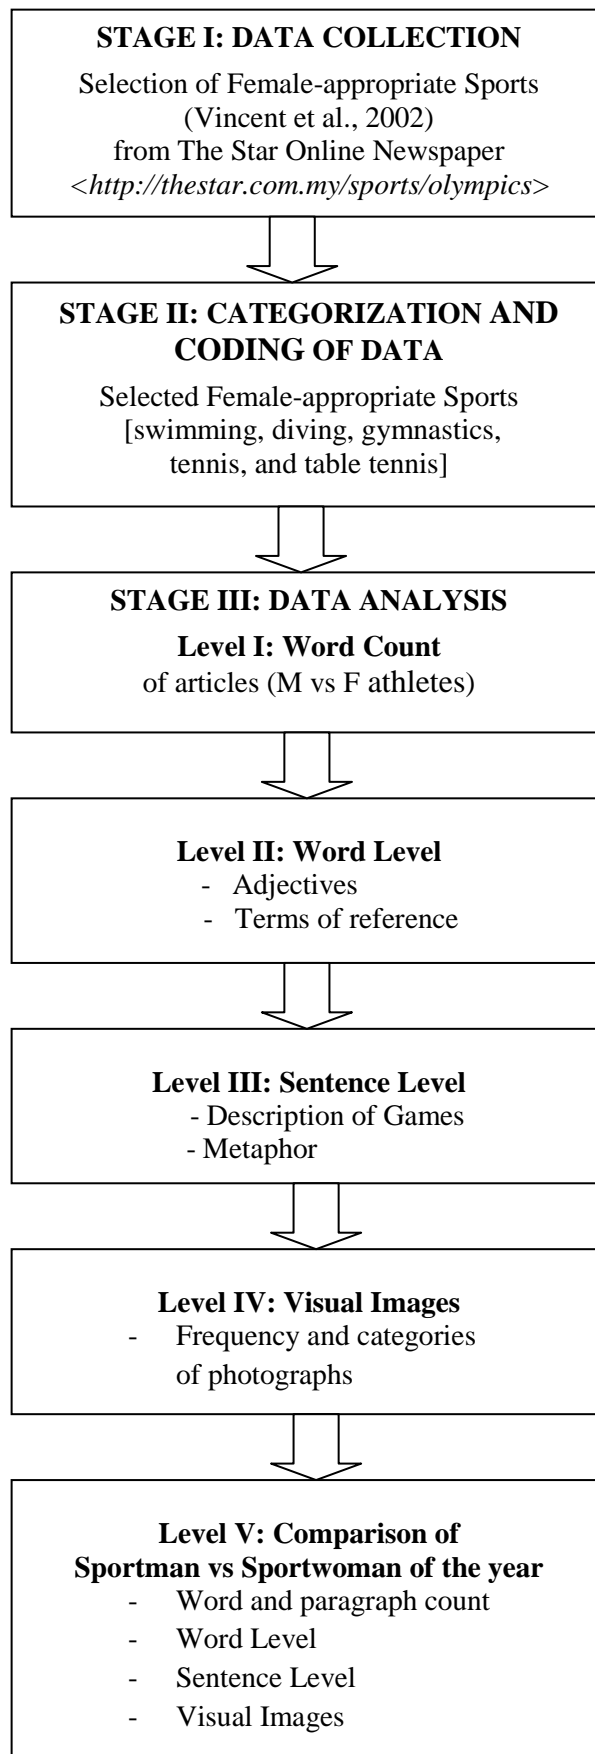 STAGE I: DATA COLLECTION
Selection of Female-appropriate Sports
(Vincent et al., 2002)
from The Star Online Newspaper
<http://thestar.com.my/sports/olympics>
STAGE II: CATEGORIZATION AND
CODING OF DATA
Selected Female-appropriate Sports
[swimming, diving, gymnastics,
tennis, and table tennis]
STAGE III: DATA ANALYSIS
Level I: Word Count
of articles (M vs F athletes)
Level II: Word Level
- Adjectives
- Terms of reference
Level III: Sentence Level
- Description of Games
- Metaphor
Level IV: Visual Images
- Frequency and categories
of photographs
Level V: Comparison of
Sportman vs Sportwoman of the year
- Word and paragraph count
- Word Level
- Sentence Level
- Visual Images